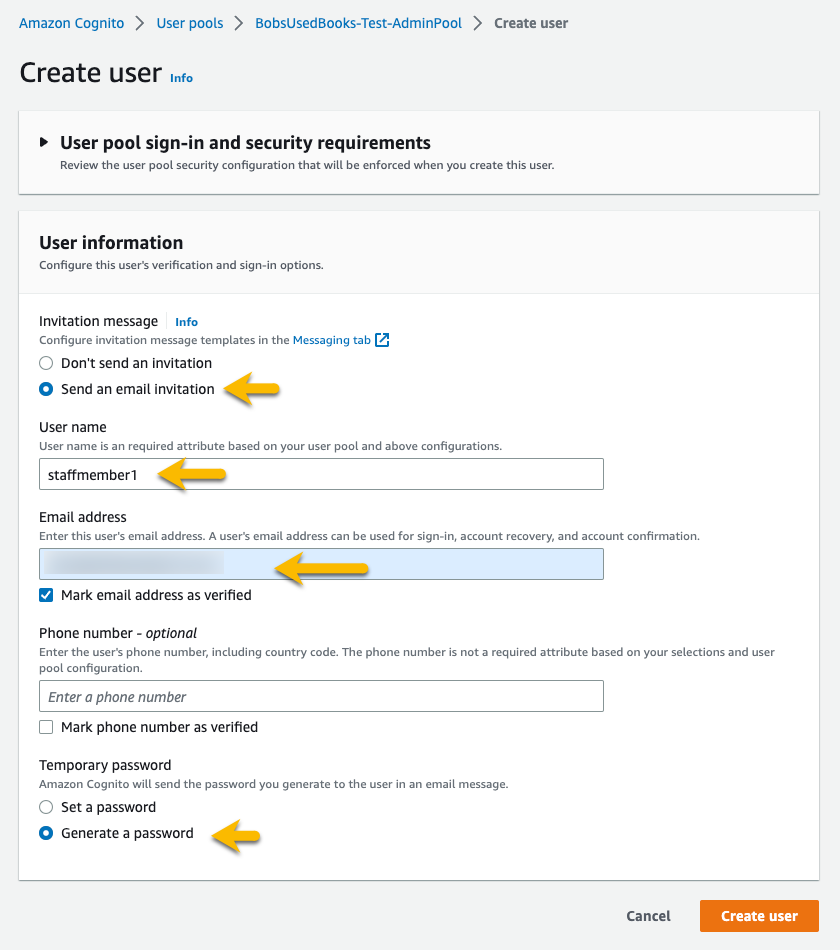 Amazon Cognito > User pools > BobsUsedBooks-Test-AdminPool > Create user
Create user Info
User pool sign-in and security requirements
Review the user pool security configuration that will be enforced when you create this user.
User information
Configure this user's verification and sign-in options.
Invitation message Info
Configure invitation message templates in the Messaging tab
Don't send an invitation
Send an email invitation
User name
User name is an required attribute based on your user pool and above configurations.
staffmember1
Email address
Enter this user's email address. A user's email address can be used for sign-in, account recovery, and account confirmation.
Mark email address as verified
Phone number - optional
Enter the user's phone number, including country code. The phone number is not a required attribute based on your selections and user
pool configuration.
Enter a phone number
Mark phone number as verified
Temporary password
Amazon Cognito will send the password you generate to the user in an email message.
Set a password
Generate a password
Cancel Create user